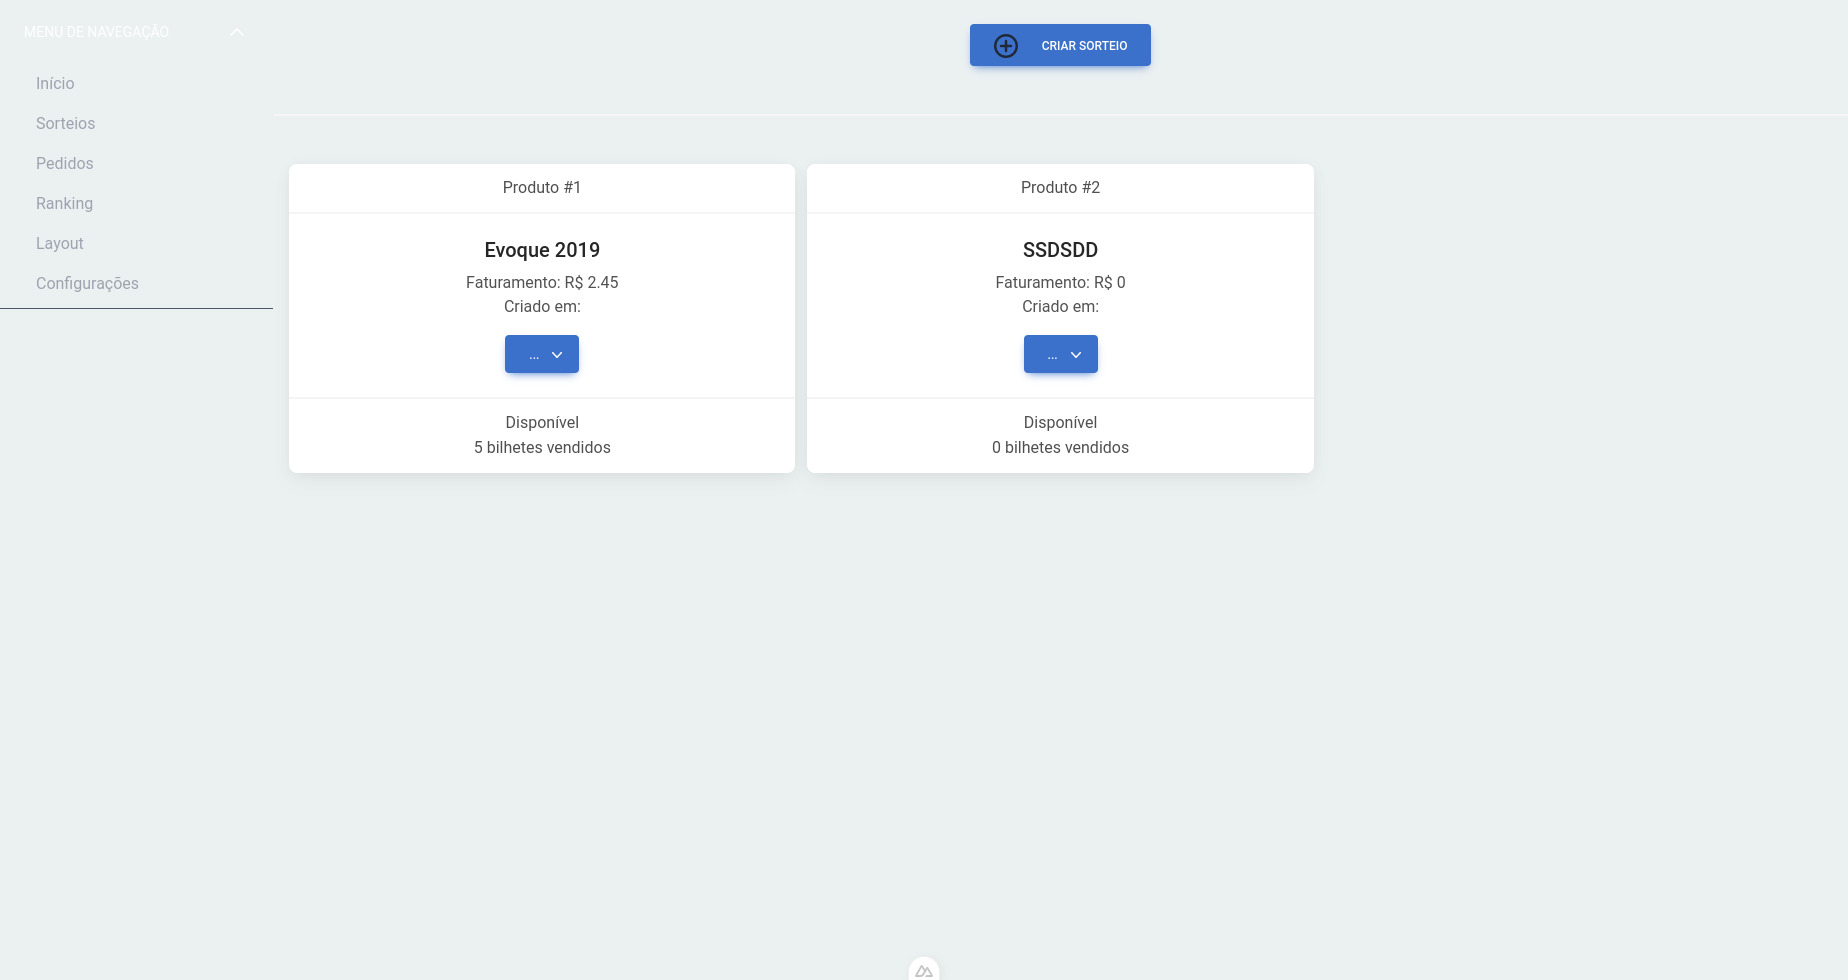 MENU DE NAVEGAÇÃO
Início
Sorteios
Pedidos
Ranking
Layout
Configurações
CRIAR SORTEIO
Produto #1
Evoque 2019
Faturamento: R$ 2.45
Criado em:
...
Disponível
5 bilhetes vendidos
Produto #2
SSDSDD
Faturamento: R$ 0
Criado em:
...
Disponível
0 bilhetes vendidos